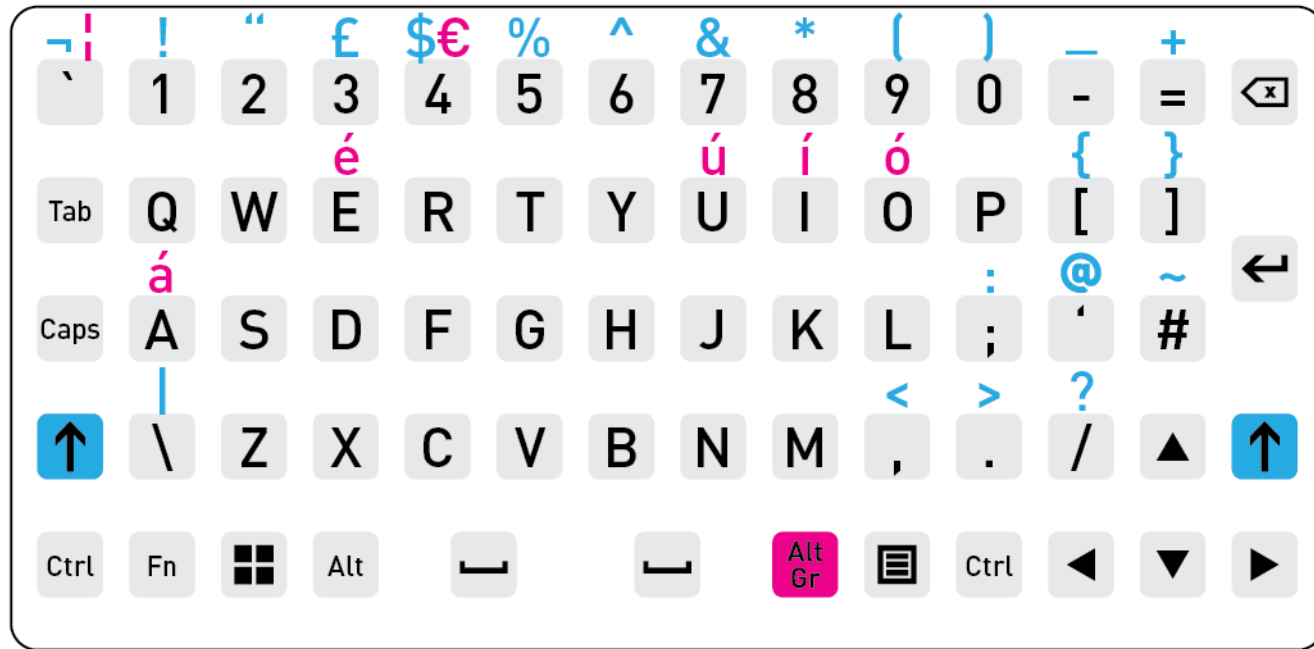 ¬ ¦ ! “ £ $€ % ^ & * ( ) _ +
` 1 2 3 4 5 6 7 8 9 0 - = x
é ú í ó { }
Tab Q W E R T Y U I O P [ ]
á : @ ~
Caps A S D F G H J K L ; ‘ #
| < > ?
\ Z X C V B N M , . /
Ctrl Fn Alt Alt Gr Ctrl